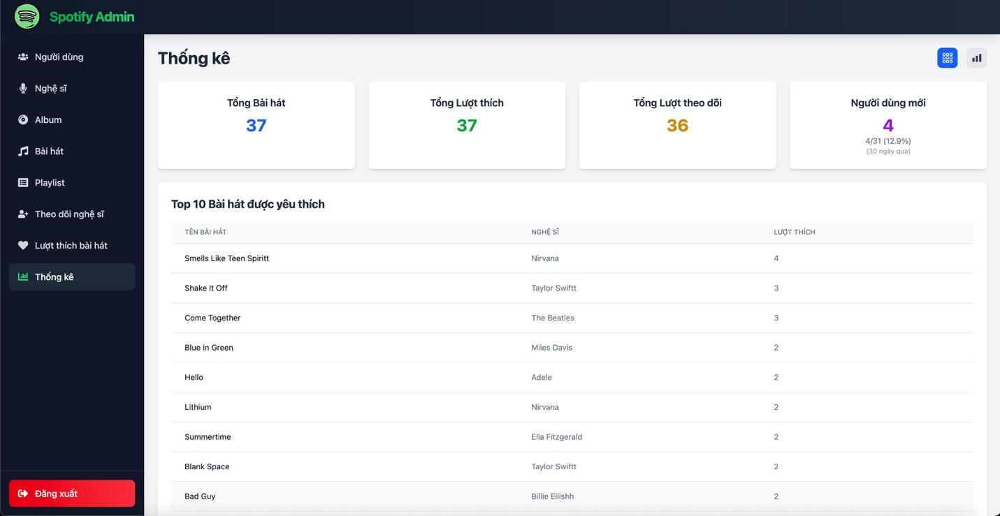 Spotify Admin
Người dùng
Nghệ sĩ
Album
Bài hát
Playlist
Theo dõi nghệ sĩ
Lượt thích bài hát
Thống kê
Đăng xuất
Thống kê
Tổng Bài hát
37
Tổng Lượt thích
37
Tổng Lượt theo dõi
36
Người dùng mới
4
4/31 (12.9%)
(30 ngày qua)
Top 10 Bài hát được yêu thích
TÊN BÀI HÁT NGHỆ SĨ LƯỢT THÍCH
Smells Like Teen Spiritt Nirvana 4
Shake It Off Taylor Swiftt 3
Come Together The Beatles 3
Blue in Green Miles Davis 2
Hello Adele 2
Lithium Nirvana 2
Summertime Ella Fitzgerald 2
Blank Space Taylor Swiftt 2
Bad Guy Billie Eilishh 2